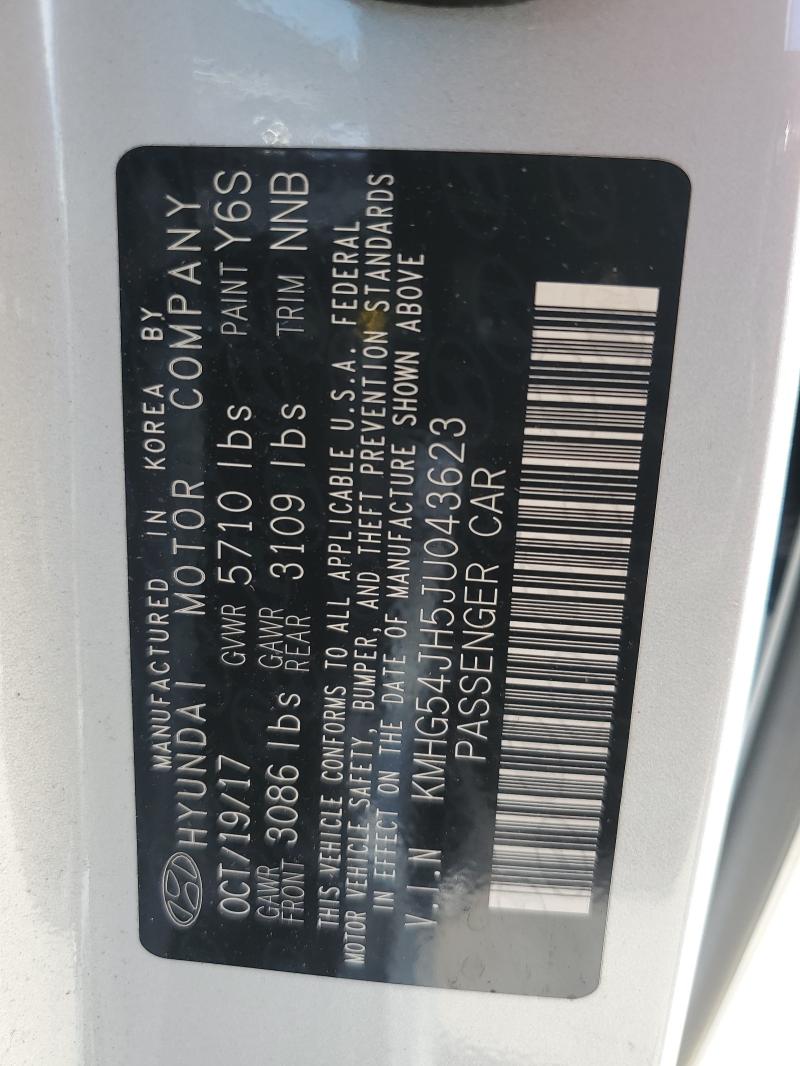 MANUFACTURED IN KOREA BY
HYUNDAI MOTOR COMPANY
OCT/19/17 GVWR 5710 lbs PAINT Y6S
GAWR FRONT 3086 lbs GAWR REAR 3109 lbs TRIM NNB
THIS VEHICLE CONFORMS TO ALL APPLICABLE U.S.A. FEDERAL
MOTOR VEHICLE SAFETY, BUMPER, AND THEFT PREVENTION STANDARDS
IN EFFECT ON THE DATE OF MANUFACTURE SHOWN ABOVE
V.I.N KMHG54JH5JU043623
PASSENGER CAR